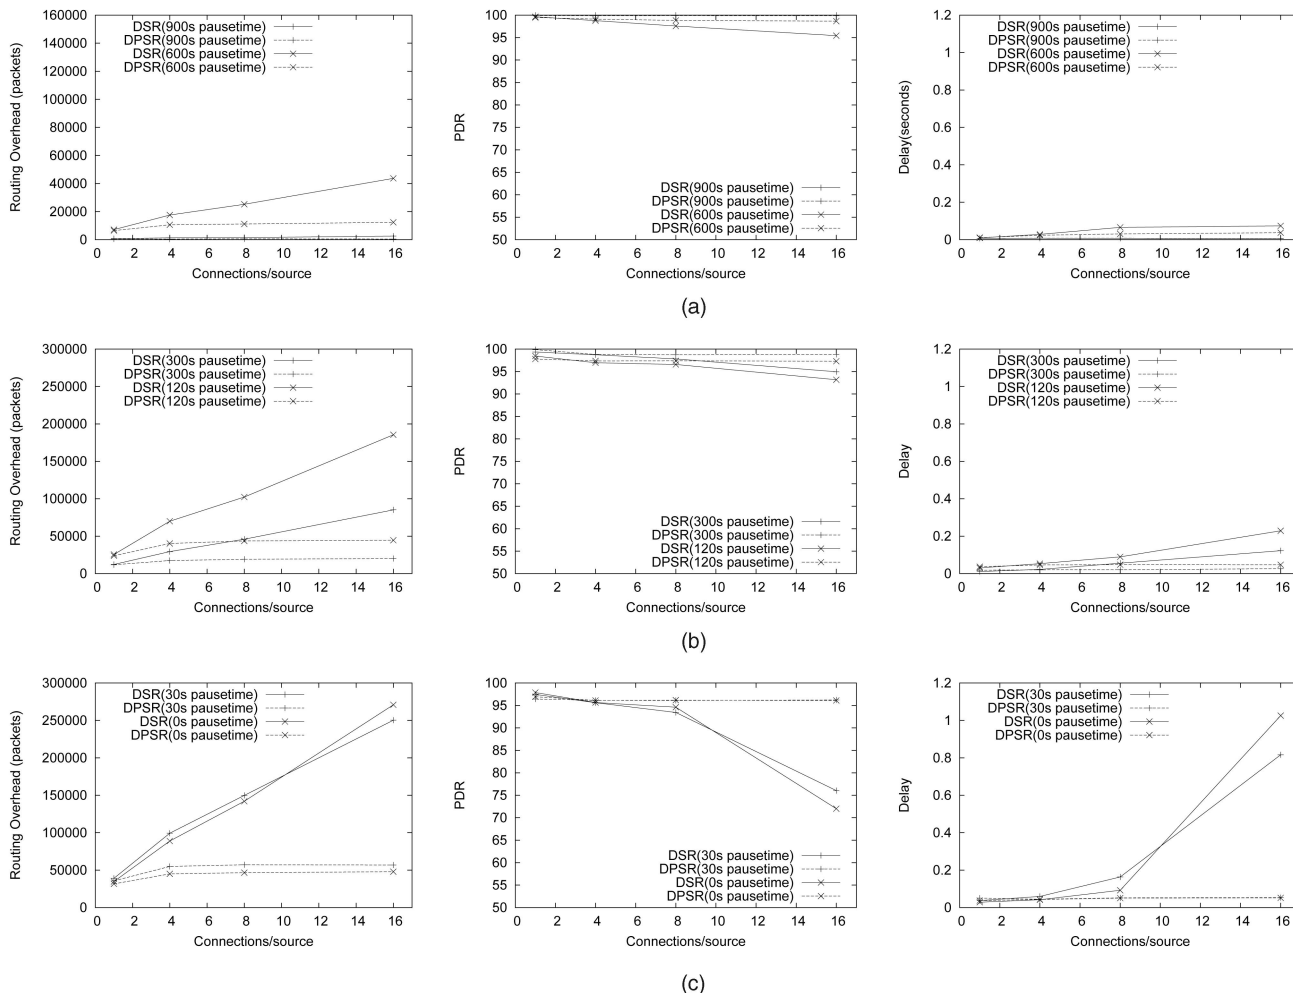 Routing Overhead (packets)
160000
140000
120000
100000
80000
60000
40000
20000
0
DSR(900s pausetime)
DPSR(900s pausetime)
DSR(600s pausetime)
DPSR(600s pausetime)
0 2 4 6 8 10 12 14 16
Connections/source
PDR
100
95
90
85
80
75
70
65
60
55
50
DSR(900s pausetime)
DPSR(900s pausetime)
DSR(600s pausetime)
DPSR(600s pausetime)
0 2 4 6 8 10 12 14 16
Connections/source
Delay(seconds)
1.2
1
0.8
0.6
0.4
0.2
0
DSR(900s pausetime)
DPSR(900s pausetime)
DSR(600s pausetime)
DPSR(600s pausetime)
0 2 4 6 8 10 12 14 16
Connections/source
(a)
Routing Overhead (packets)
300000
250000
200000
150000
100000
50000
0
DSR(300s pausetime)
DPSR(300s pausetime)
DSR(120s pausetime)
DPSR(120s pausetime)
0 2 4 6 8 10 12 14 16
Connections/source
PDR
100
95
90
85
80
75
70
65
60
55
50
DSR(300s pausetime)
DPSR(300s pausetime)
DSR(120s pausetime)
DPSR(120s pausetime)
0 2 4 6 8 10 12 14 16
Connections/source
Delay
1.2
1
0.8
0.6
0.4
0.2
0
DSR(300s pausetime)
DPSR(300s pausetime)
DSR(120s pausetime)
DPSR(120s pausetime)
0 2 4 6 8 10 12 14 16
Connections/source
(b)
Routing Overhead (packets)
300000
250000
200000
150000
100000
50000
0
DSR(30s pausetime)
DPSR(30s pausetime)
DSR(0s pausetime)
DPSR(0s pausetime)
0 2 4 6 8 10 12 14 16
Connections/source
PDR
100
95
90
85
80
75
70
65
60
55
50
DSR(30s pausetime)
DPSR(30s pausetime)
DSR(0s pausetime)
DPSR(0s pausetime)
0 2 4 6 8 10 12 14 16
Connections/source
Delay
1.2
1
0.8
0.6
0.4
0.2
0
DSR(30s pausetime)
DPSR(30s pausetime)
DSR(0s pausetime)
DPSR(0s pausetime)
0 2 4 6 8 10 12 14 16
Connections/source
(c)